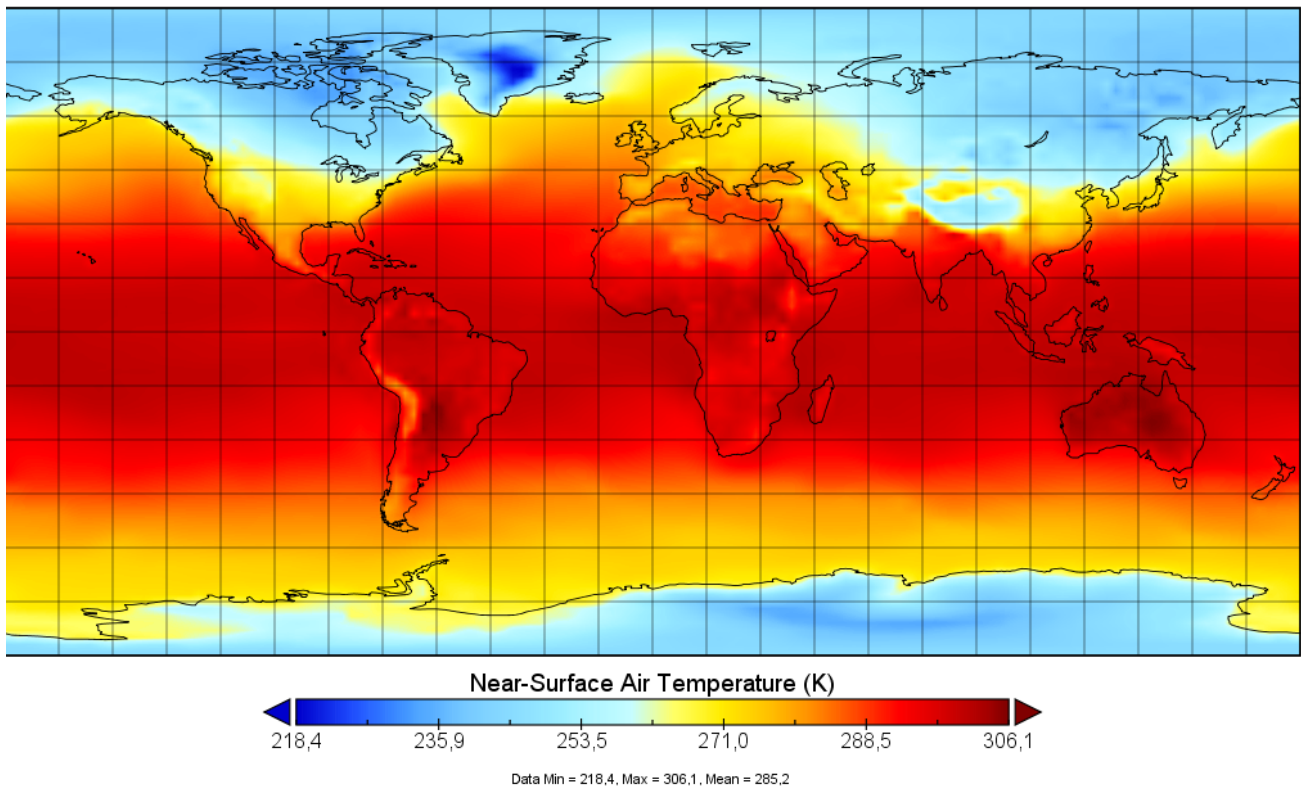 Near-Surface Air Temperature (K)
218,4 235,9 253,5 271,0 288,5 306,1
Data Min = 218,4, Max = 306,1, Mean = 285,2